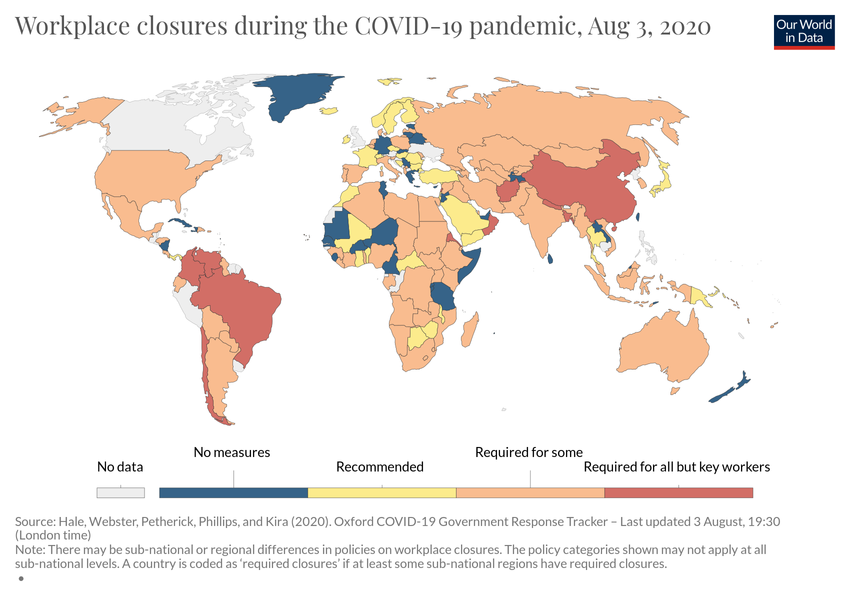 Workplace closures during the COVID-19 pandemic, Aug 3, 2020
Our World
in Data
No data
No measures
Recommended
Required for some
Required for all but key workers
Source: Hale, Webster, Petherick, Phillips, and Kira (2020). Oxford COVID-19 Government Response Tracker – Last updated 3 August, 19:30
(London time)
Note: There may be sub-national or regional differences in policies on workplace closures. The policy categories shown may not apply at all
sub-national levels. A country is coded as ‘required closures’ if at least some sub-national regions have required closures.
•